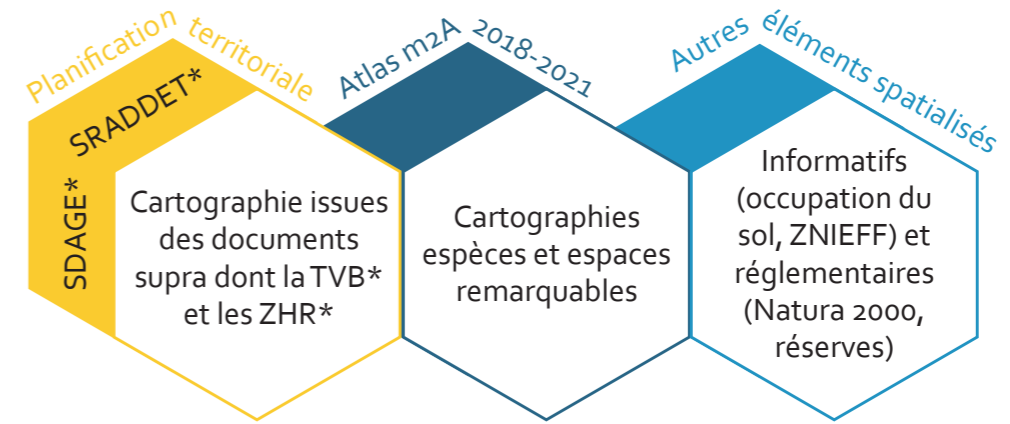 Planification territoriale
SRADDET*
SDAGE*
Cartographie issues
des documents
supra dont la TVB*
et les ZHR*
Atlas m2A 2018-2021
Cartographies
espèces et espaces
remarquables
Autres éléments spatialisés
Informatifs
(occupation du
sol, ZNIEFF) et
réglementaires
(Natura 2000,
réserves)